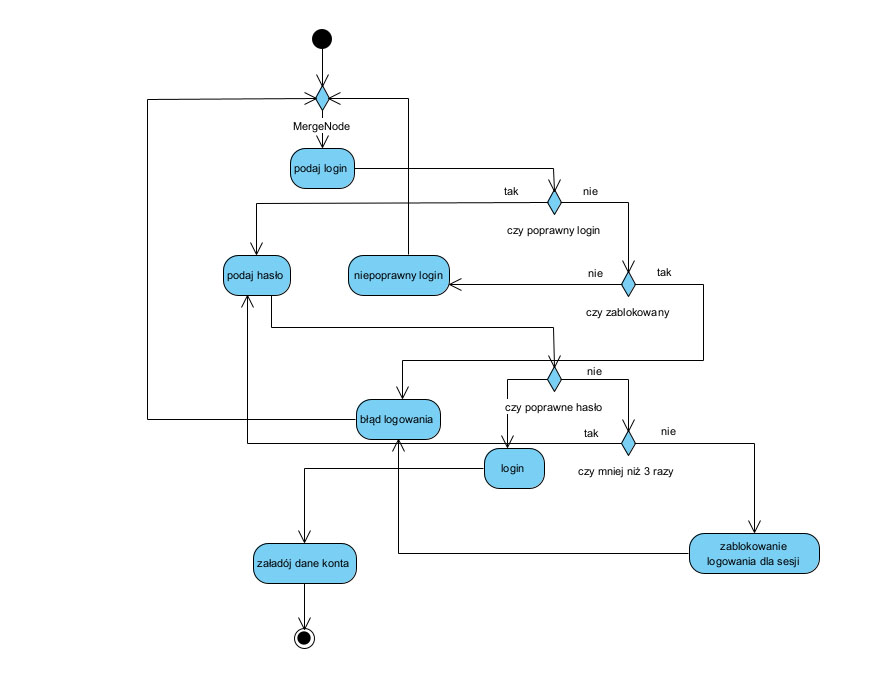 MergeNode
podaj login
tak
nie
czy poprawny login
podaj hasło
niepoprawny login
nie
tak
czy zablokowany
nie
czy poprawne hasło
błąd logowania
tak
nie
login
czy mniej niż 3 razy
zablokowanie
logowania dla sesji
załadój dane konta